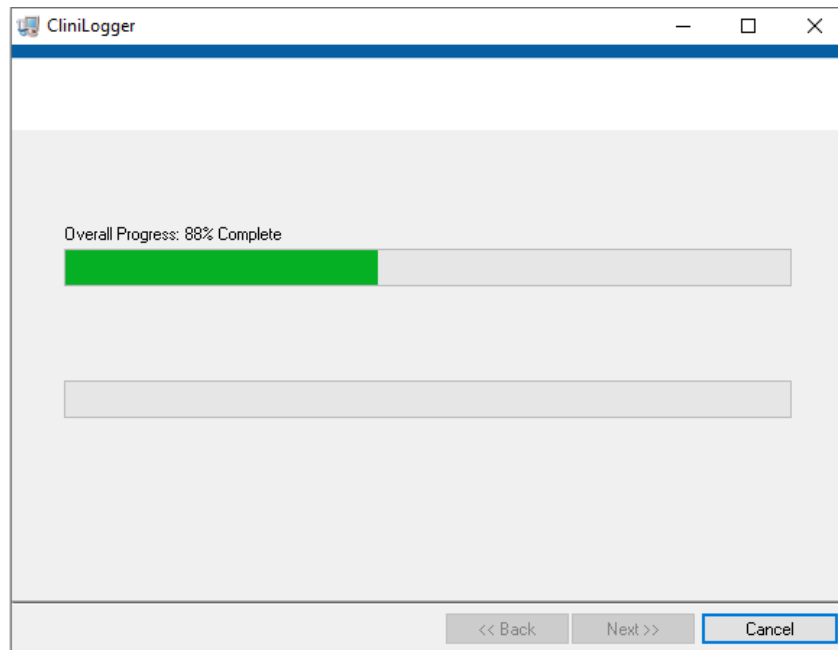 CliniLogger
Overall Progress: 88% Complete
<< Back
Next >>
Cancel